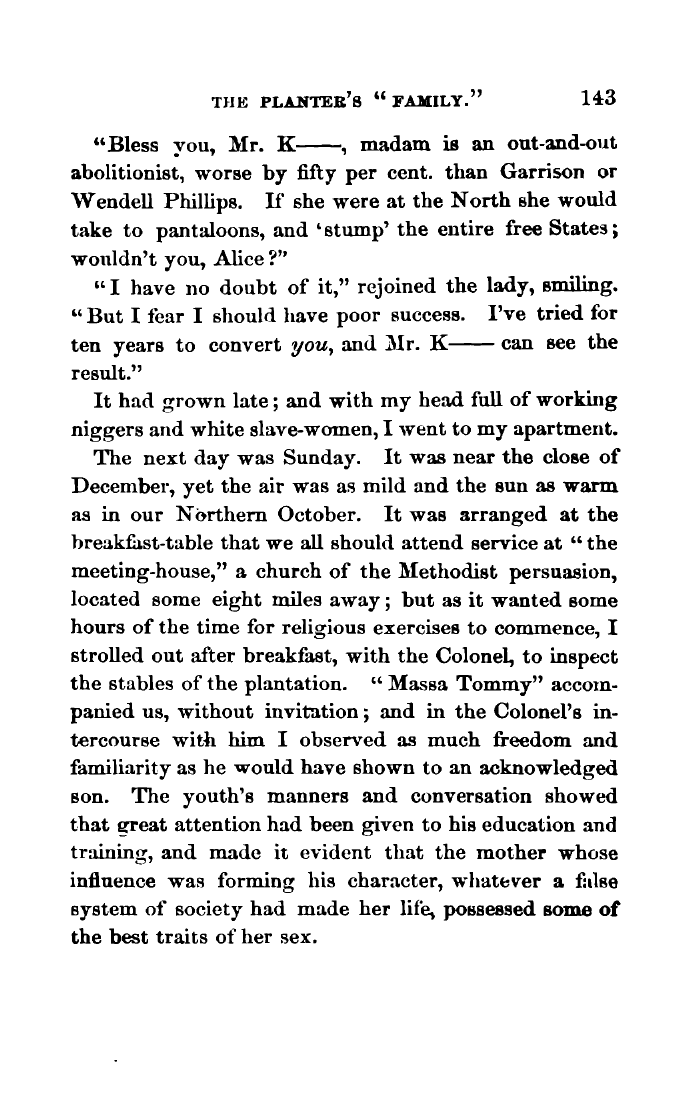 THE PLANTER'S "FAMILY." 143
"Bless you, Mr. K——, madam is an out-and-out
abolitionist, worse by fifty per cent. than Garrison or
Wendell Phillips. If she were at the North she would
take to pantaloons, and 'stump' the entire free States;
wouldn't you, Alice?"
"I have no doubt of it," rejoined the lady, smiling.
"But I fear I should have poor success. I've tried for
ten years to convert you, and Mr. K—— can see the
result."
It had grown late; and with my head full of working
niggers and white slave-women, I went to my apartment.
The next day was Sunday. It was near the close of
December, yet the air was as mild and the sun as warm
as in our Northern October. It was arranged at the
breakfast-table that we all should attend service at "the
meeting-house," a church of the Methodist persuasion,
located some eight miles away; but as it wanted some
hours of the time for religious exercises to commence, I
strolled out after breakfast, with the Colonel, to inspect
the stables of the plantation. "Massa Tommy" accom-
panied us, without invitation; and in the Colonel's in-
tercourse with him I observed as much freedom and
familiarity as he would have shown to an acknowledged
son. The youth's manners and conversation showed
that great attention had been given to his education and
training, and made it evident that the mother whose
influence was forming his character, whatever a false
system of society had made her life, possessed some of
the best traits of her sex.